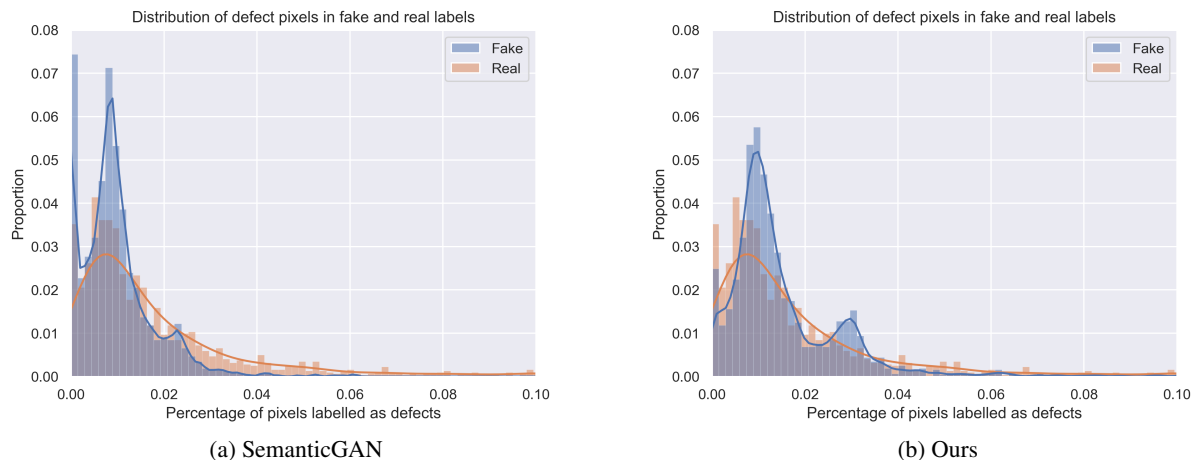 Distribution of defect pixels in fake and real labels
0.08
0.07
0.06
0.05
0.04
0.03
0.02
0.01
0.00
Proportion
Fake
Real
0.00 0.02 0.04 0.06 0.08 0.10
Percentage of pixels labelled as defects
(a) SemanticGAN
Distribution of defect pixels in fake and real labels
0.08
0.07
0.06
0.05
0.04
0.03
0.02
0.01
0.00
Proportion
Fake
Real
0.00 0.02 0.04 0.06 0.08 0.10
Percentage of pixels labelled as defects
(b) Ours